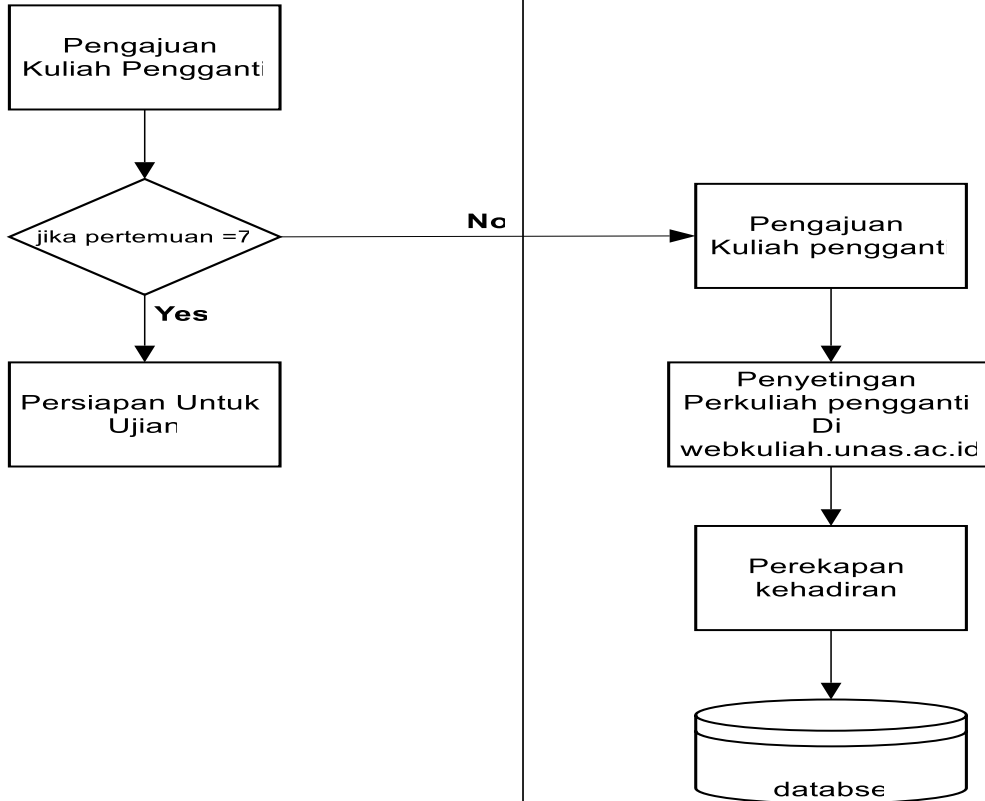 Pengajuan
Kuliah Pengganti
jika pertemuan =7
No
Yes
Persiapan Untuk
Ujian
Pengajuan
Kuliah pengganti
Penyetingan
Perkuliah pengganti
Di
webkuliah.unas.ac.id
Perekapan
kehadiran
databse